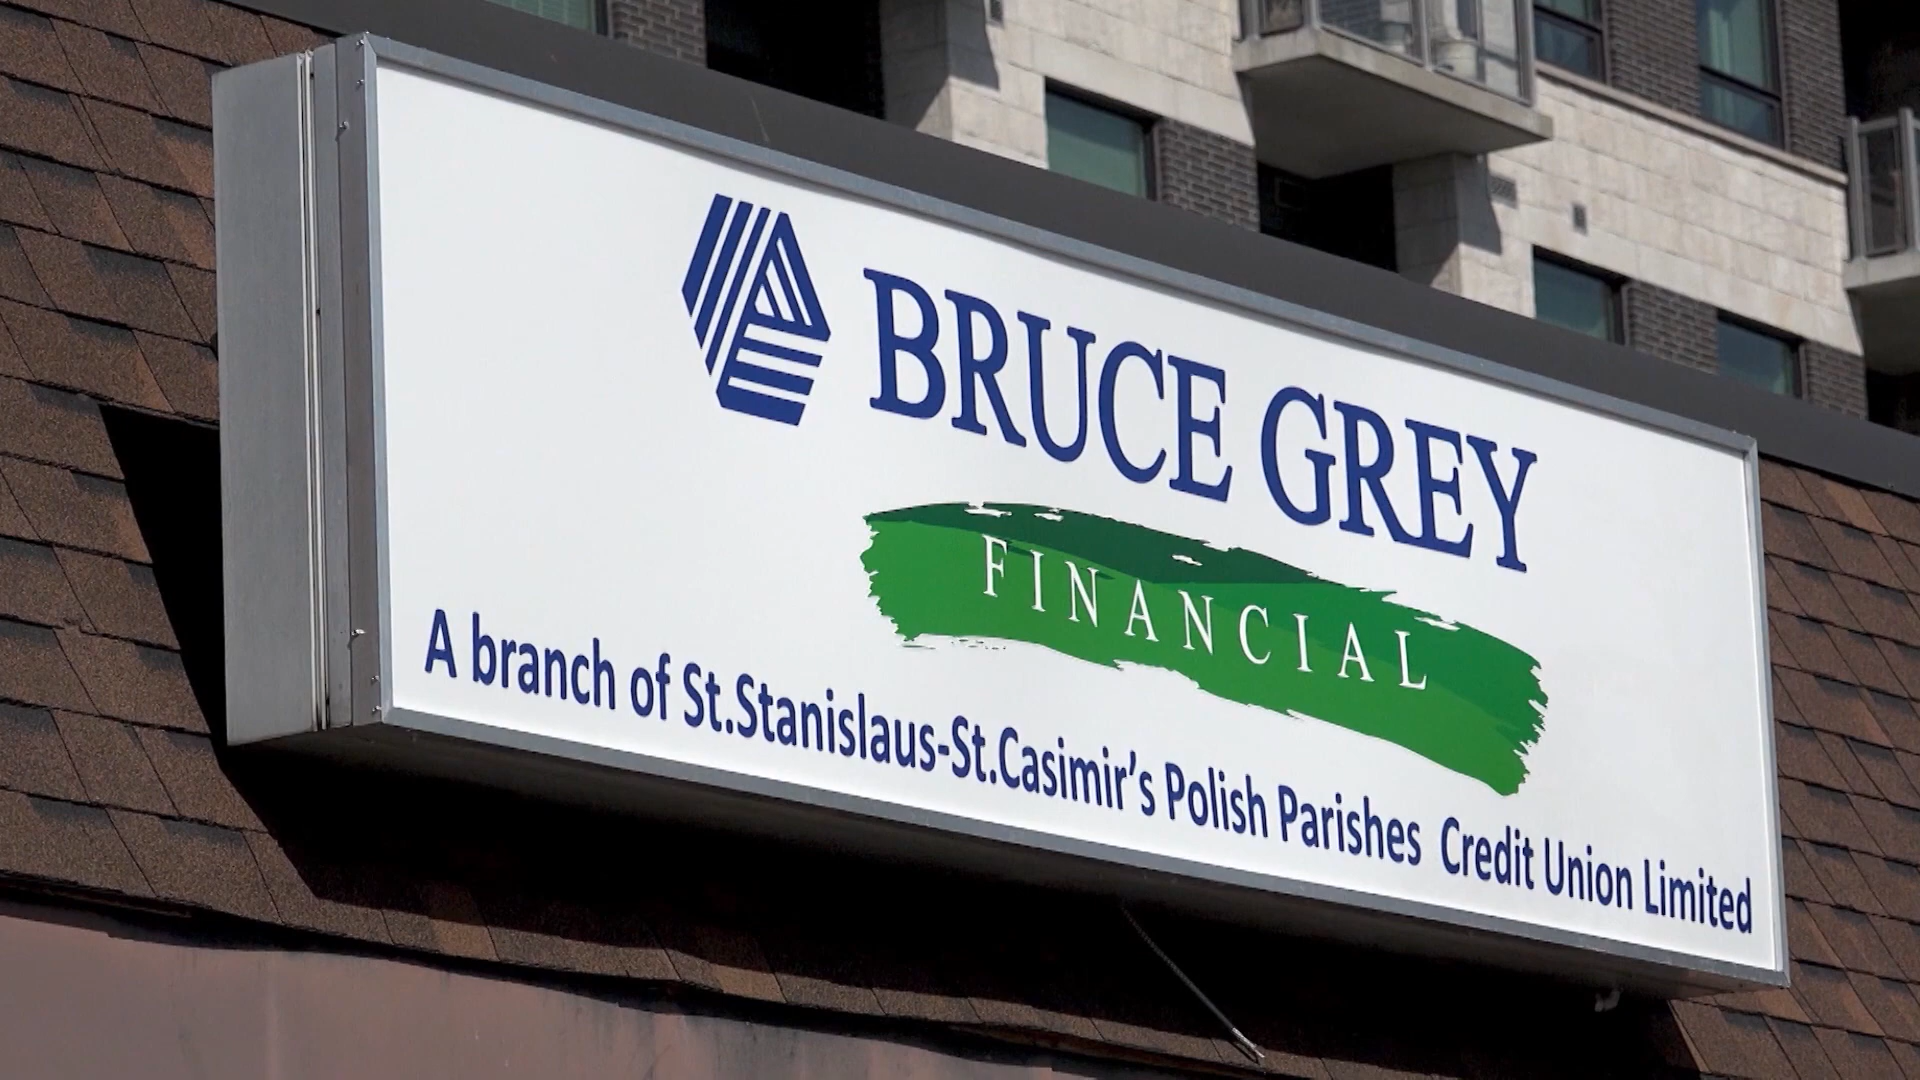 BRUCE GREY
FINANCIAL
A branch of St.Stanislaus-St.Casimir’s Polish Parishes Credit Union Limited